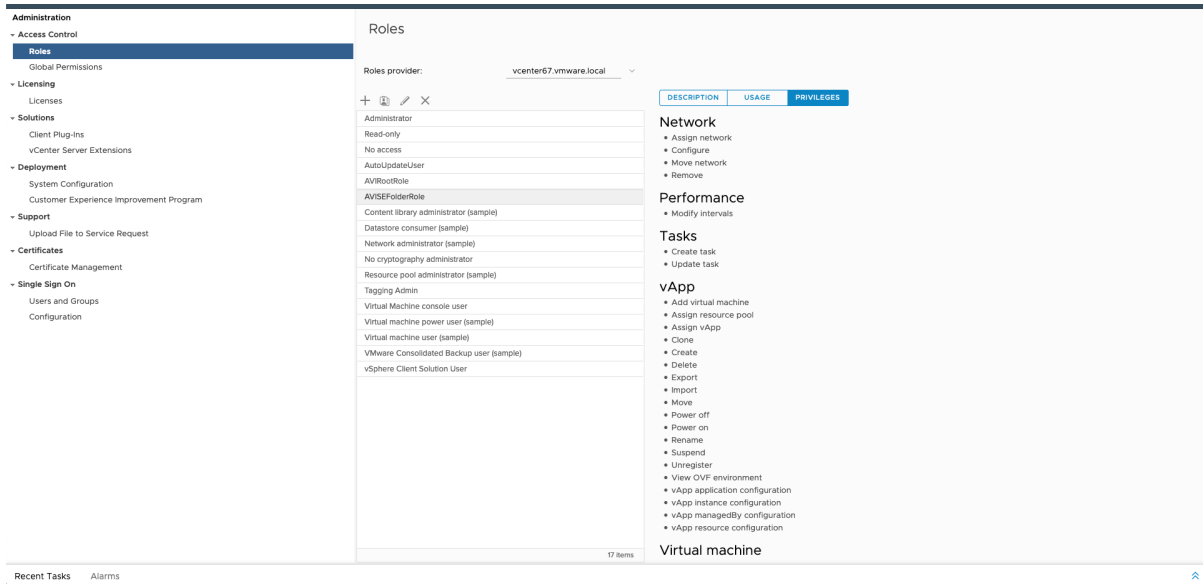 Administration
Access Control
Roles
Global Permissions
Licensing
Licenses
Solutions
Client Plug-Ins
vCenter Server Extensions
Deployment
System Configuration
Customer Experience Improvement Program
Support
Upload File to Service Request
Certificates
Certificate Management
Single Sign On
Users and Groups
Configuration
Roles
Roles provider: vcenter67.vmware.local
Administrator
Read-only
No access
AutoUpdateUser
AVIRootRole
AVISEFolderRole
Content library administrator (sample)
Datastore consumer (sample)
Network administrator (sample)
No cryptography administrator
Resource pool administrator (sample)
Tagging Admin
Virtual Machine console user
Virtual machine power user (sample)
Virtual machine user (sample)
VMware Consolidated Backup user (sample)
vSphere Client Solution User
17 items
DESCRIPTION USAGE PRIVILEGES
Network
• Assign network
• Configure
• Move network
• Remove
Performance
• Modify intervals
Tasks
• Create task
• Update task
vApp
• Add virtual machine
• Assign resource pool
• Assign vApp
• Clone
• Create
• Delete
• Export
• Import
• Move
• Power off
• Power on
• Rename
• Suspend
• Unregister
• View OVF environment
• vApp application configuration
• vApp instance configuration
• vApp managedBy configuration
• vApp resource configuration
Virtual machine
Recent Tasks Alarms